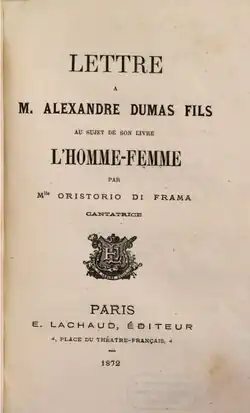 LETTRE
A
M. ALEXANDRE DUMAS FILS
AU SUJET DE SON LIVRE
L'HOMME-FEMME
PAR
Mlle ORISTORIO DI FRAMA
CANTATRICE
PARIS
E. LACHAUD, ÉDITEUR
4, PLACE DU THÉATRE-FRANÇAIS, 4
1872